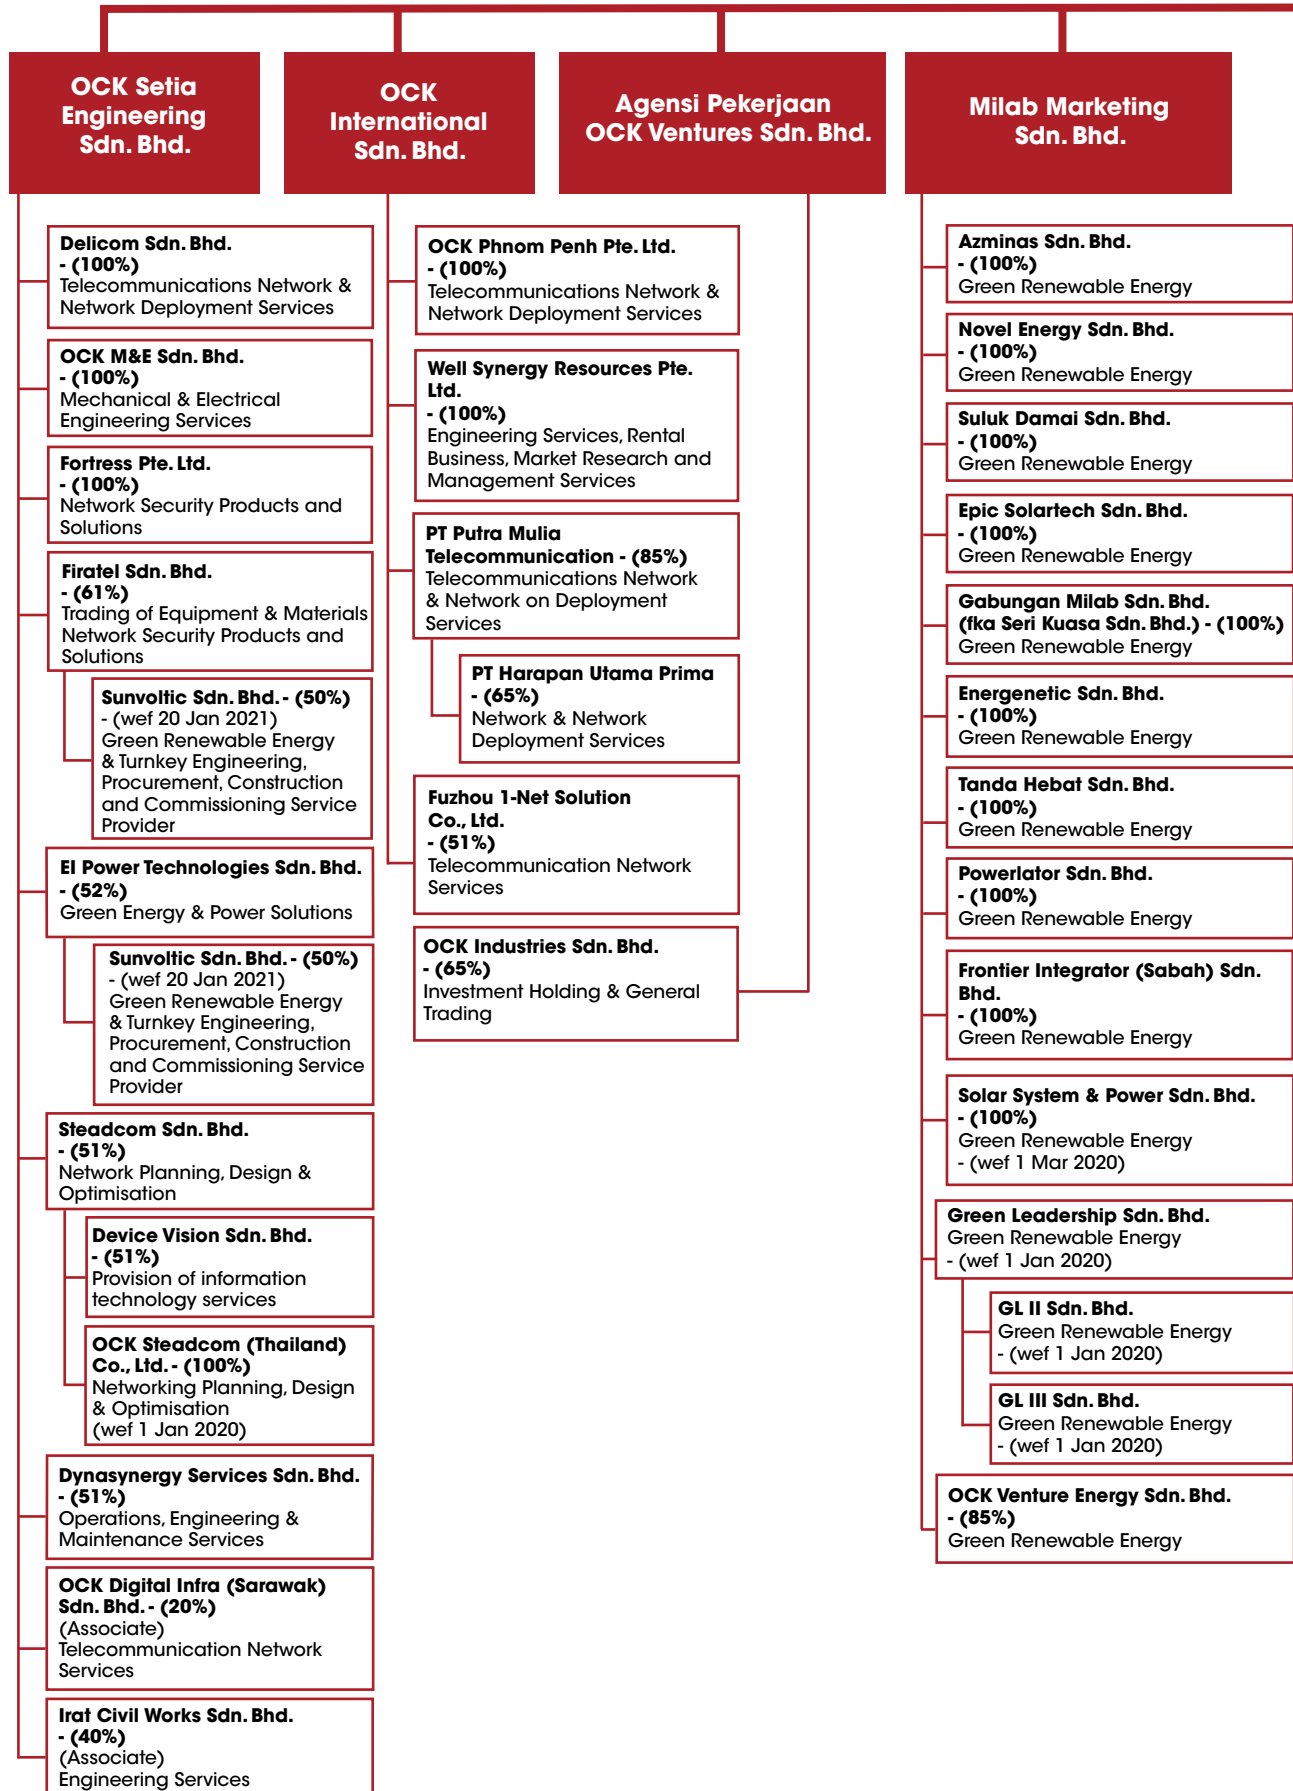 OCK Setia
Engineering
Sdn. Bhd.
OCK
International
Sdn. Bhd.
Agensi Pekerjaan
OCK Ventures Sdn. Bhd.
Milab Marketing
Sdn. Bhd.
Delicom Sdn. Bhd.
- (100%)
Telecommunications Network &
Network Deployment Services
OCK M&E Sdn. Bhd.
- (100%)
Mechanical & Electrical
Engineering Services
Fortress Pte. Ltd.
- (100%)
Network Security Products and
Solutions
Firatel Sdn. Bhd.
- (61%)
Trading of Equipment & Materials
Network Security Products and
Solutions
Sunvoltic Sdn. Bhd. - (50%)
- (wef 20 Jan 2021)
Green Renewable Energy
& Turnkey Engineering,
Procurement, Construction
and Commissioning Service
Provider
EI Power Technologies Sdn. Bhd.
- (52%)
Green Energy & Power Solutions
Sunvoltic Sdn. Bhd. - (50%)
- (wef 20 Jan 2021)
Green Renewable Energy
& Turnkey Engineering,
Procurement, Construction
and Commissioning Service
Provider
Steadcom Sdn. Bhd.
- (51%)
Network Planning, Design &
Optimisation
Device Vision Sdn. Bhd.
- (51%)
Provision of information
technology services
OCK Steadcom (Thailand)
Co., Ltd. - (100%)
Networking Planning, Design
& Optimisation
(wef 1 Jan 2020)
Dynasynergy Services Sdn. Bhd.
- (51%)
Operations, Engineering &
Maintenance Services
OCK Digital Infra (Sarawak)
Sdn. Bhd. - (20%)
(Associate)
Telecommunication Network
Services
Irat Civil Works Sdn. Bhd.
- (40%)
(Associate)
Engineering Services
OCK Phnom Penh Pte. Ltd.
- (100%)
Telecommunications Network &
Network Deployment Services
Well Synergy Resources Pte.
Ltd.
- (100%)
Engineering Services, Rental
Business, Market Research and
Management Services
PT Putra Mulia
Telecommunication - (85%)
Telecommunications Network
& Network on Deployment
Services
PT Harapan Utama Prima
- (65%)
Network & Network
Deployment Services
Fuzhou 1-Net Solution
Co., Ltd.
- (51%)
Telecommunication Network
Services
OCK Industries Sdn. Bhd.
- (65%)
Investment Holding & General
Trading
Azminas Sdn. Bhd.
- (100%)
Green Renewable Energy
Novel Energy Sdn. Bhd.
- (100%)
Green Renewable Energy
Suluk Damai Sdn. Bhd.
- (100%)
Green Renewable Energy
Epic Solartech Sdn. Bhd.
- (100%)
Green Renewable Energy
Gabungan Milab Sdn. Bhd.
(fka Seri Kuasa Sdn. Bhd.) - (100%)
Green Renewable Energy
Energenetic Sdn. Bhd.
- (100%)
Green Renewable Energy
Tanda Hebat Sdn. Bhd.
- (100%)
Green Renewable Energy
Powerlator Sdn. Bhd.
- (100%)
Green Renewable Energy
Frontier Integrator (Sabah) Sdn.
Bhd.
- (100%)
Green Renewable Energy
Solar System & Power Sdn. Bhd.
- (100%)
Green Renewable Energy
- (wef 1 Mar 2020)
Green Leadership Sdn. Bhd.
Green Renewable Energy
- (wef 1 Jan 2020)
GL II Sdn. Bhd.
Green Renewable Energy
- (wef 1 Jan 2020)
GL III Sdn. Bhd.
Green Renewable Energy
- (wef 1 Jan 2020)
OCK Venture Energy Sdn. Bhd.
- (85%)
Green Renewable Energy